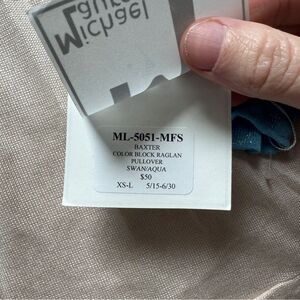 Michael
Lauren
ML-5051-MFS
BAXTER
COLOR BLOCK RAGLAN
PULLOVER
SWAN/AQUA
$50
XS-L 5/15-6/30